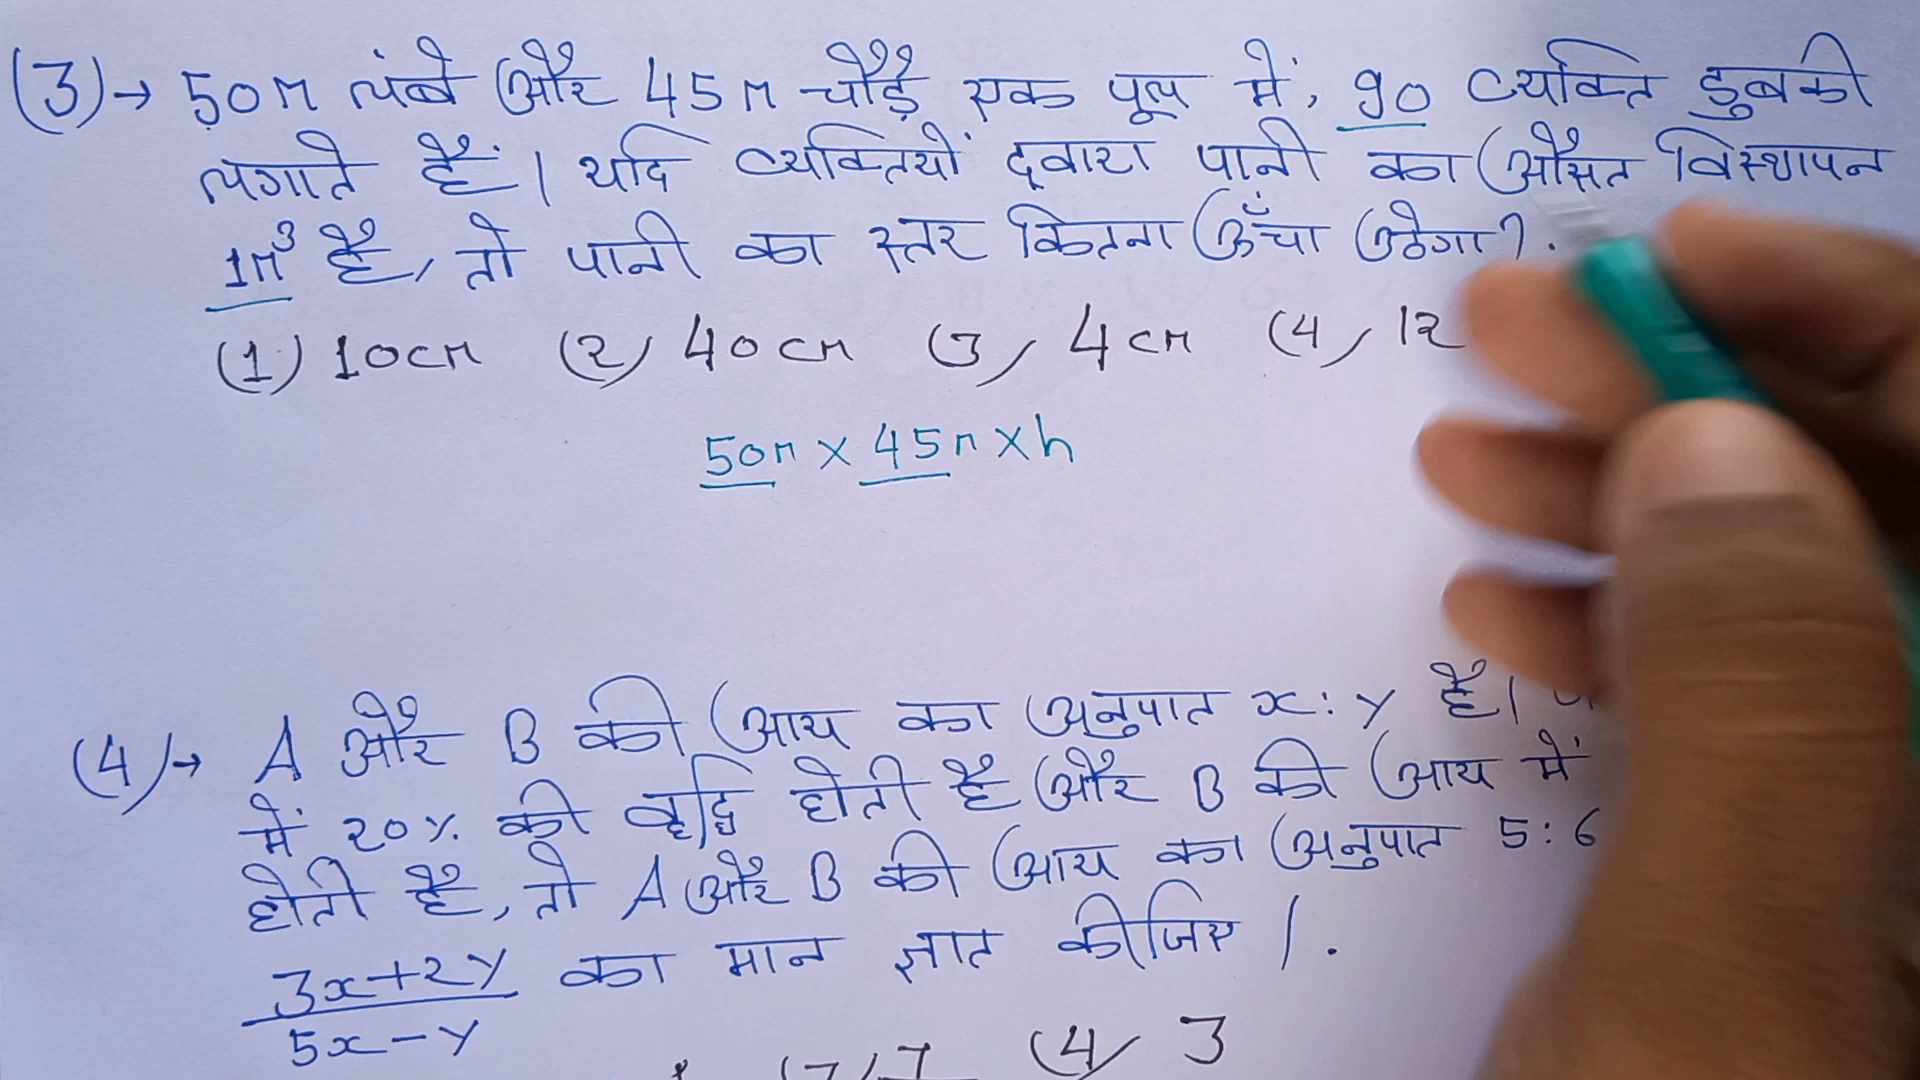 (3)→ 50m लंबे और 45m चौड़े एक पूल में, 90 व्यक्ति डुबकी
लगाते हैं। यदि व्यक्तियों द्वारा पानी का औसत विस्थापन
1m³ है, तो पानी का स्तर कितना ऊँचा उठेगा?.
(1) 10cm (2) 40cm (3) 4cm (4) 12
50m × 45m × h
(4)→ A और B की आय का अनुपात x:y है।
में 20% की वृद्धि होती है और B की आय में
होती है, तो A और B की आय का अनुपात 5:6
3x+2y का मान ज्ञात कीजिए।.
5x-y
(4) 3